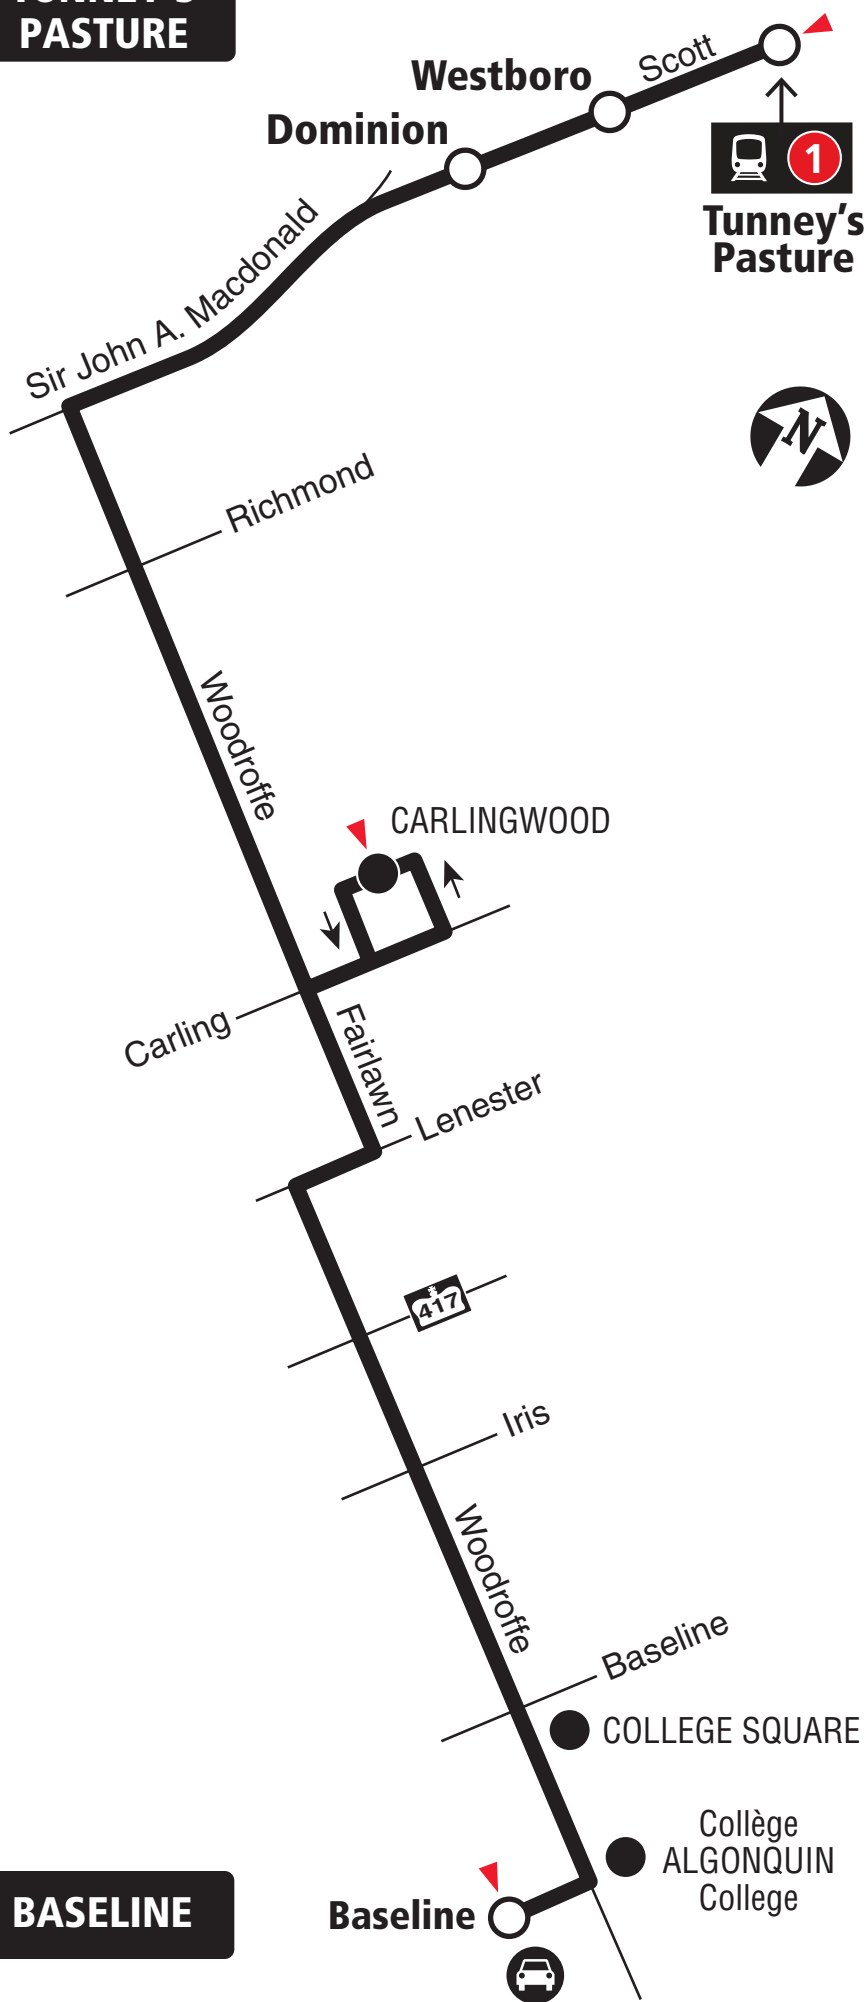 PASTURE
Scott
Westboro
Dominion
1
Tunney's
Pasture
Sir John A. Macdonald
N
Richmond
Woodroffe
CARLINGWOOD
Carling
Fairlawn
Lenester
417
Iris
Woodroffe
Baseline
COLLEGE SQUARE
Collège
ALGONQUIN
College
BASELINE
Baseline